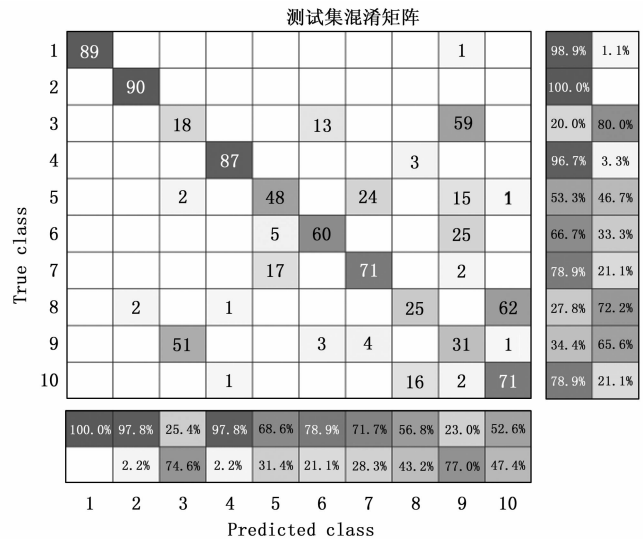 测试集混淆矩阵
1 89 1 98.9% 1.1%
2 90 100.0%
3 18 13 59 20.0% 80.0%
4 87 3 96.7% 3.3%
5 2 48 24 15 1 53.3% 46.7%
6 5 60 25 66.7% 33.3%
7 17 71 2 78.9% 21.1%
8 2 1 25 62 27.8% 72.2%
9 51 3 4 31 1 34.4% 65.6%
10 1 16 2 71 78.9% 21.1%
True class
100.0% 97.8% 25.4% 97.8% 68.6% 78.9% 71.7% 56.8% 23.0% 52.6%
2.2% 74.6% 2.2% 31.4% 21.1% 28.3% 43.2% 77.0% 47.4%
1 2 3 4 5 6 7 8 9 10
Predicted class